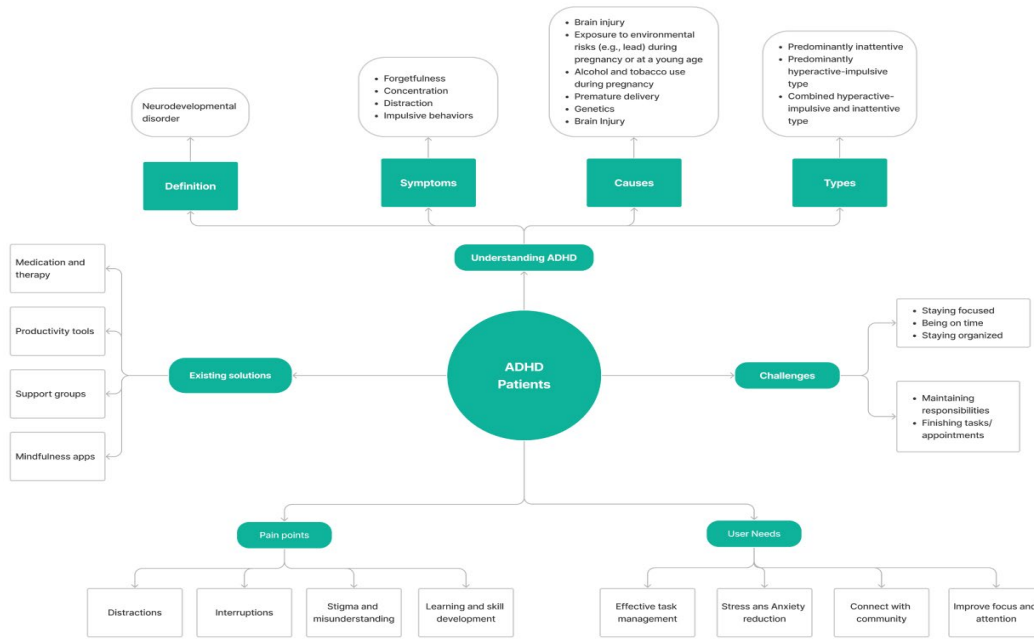 Neurodevelopmental
disorder
• Forgetfulness
• Concentration
• Distraction
• Impulsive behaviors
• Brain injury
• Exposure to environmental
risks (e.g., lead) during
pregnancy or at a young age
• Alcohol and tobacco use
during pregnancy
• Premature delivery
• Genetics
• Brain Injury
• Predominantly inattentive
• Predominantly
hyperactive-impulsive
type
• Combined hyperactive-
impulsive and inattentive
type
Definition
Symptoms
Causes
Types
Understanding ADHD
Medication and
therapy
Productivity tools
Support groups
Mindfulness apps
Existing solutions
ADHD
Patients
Challenges
• Staying focused
• Being on time
• Staying organized
• Maintaining
responsibilities
• Finishing tasks/
appointments
Pain points
User Needs
Distractions
Interruptions
Stigma and
misunderstanding
Learning and skill
development
Effective task
management
Stress ans Anxiety
reduction
Connect with
community
Improve focus and
attention